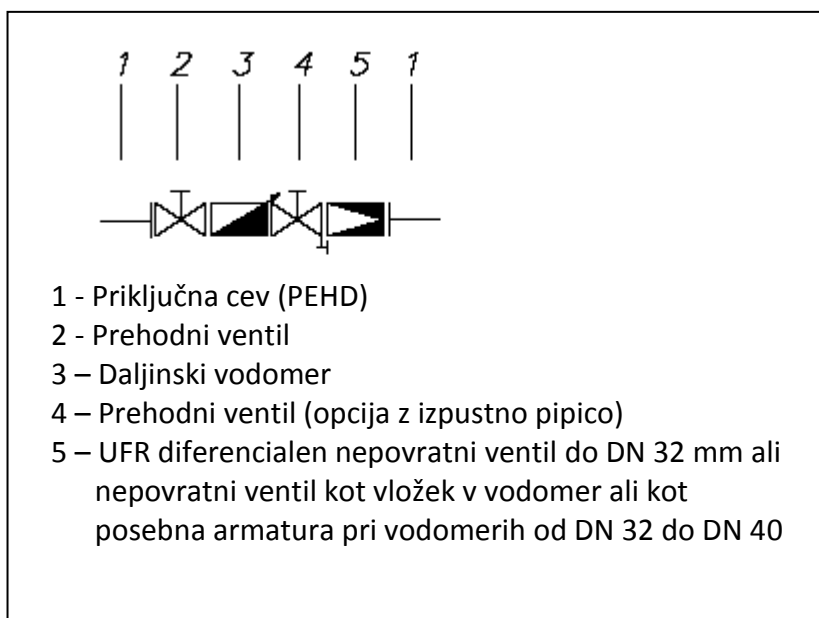 1 2 3 4 5 1
1 - Priključna cev (PEHD)
2 - Prehodni ventil
3 – Daljinski vodomer
4 – Prehodni ventil (opcija z izpustno pipico)
5 – UFR diferencialen nepovratni ventil do DN 32 mm ali
nepovratni ventil kot vložek v vodomer ali kot
posebna armatura pri vodomerih od DN 32 do DN 40